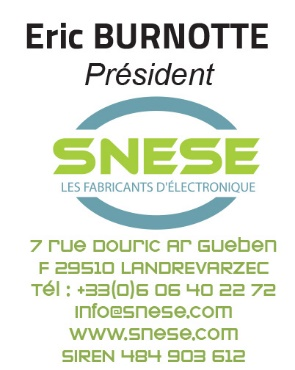 Eric BURNOTTE
Président
SNESE
LES FABRICANTS D'ÉLECTRONIQUE
7 rue Douric Ar Gueben
F 29510 LANDREVARZEC
Tél : +33(0)6 06 40 22 72
info@snese.com
www.snese.com
SIREN 484 903 612